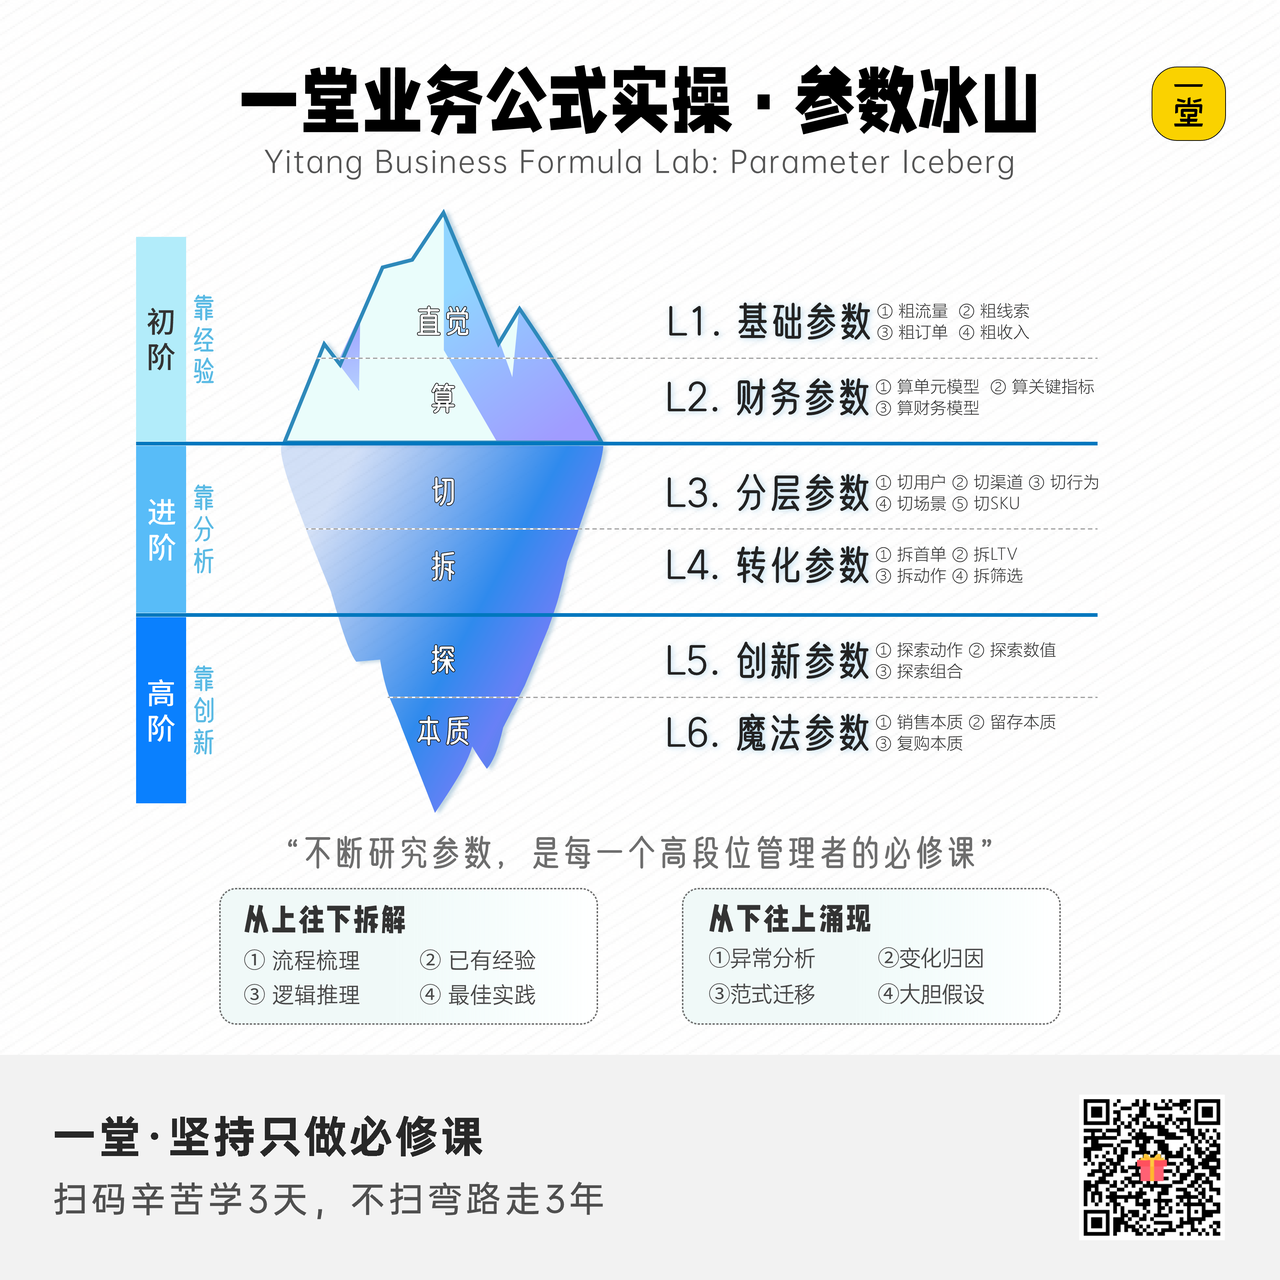 一堂业务公式实操·参数冰山
Yitang Business Formula Lab: Parameter Iceberg
一堂
初阶
靠经验
直觉
L1. 基础参数
① 粗流量 ② 粗线索
③ 粗订单 ④ 粗收入
算
L2. 财务参数
① 算单元模型 ② 算关键指标
③ 算财务模型
进阶
靠分析
切
L3. 分层参数
① 切用户 ② 切渠道 ③ 切行为
④ 切场景 ⑤ 切SKU
拆
L4. 转化参数
① 拆首单 ② 拆LTV
③ 拆动作 ④ 拆筛选
高阶
靠创新
探
L5. 创新参数
① 探索动作 ② 探索数值
③ 探索组合
本质
L6. 魔法参数
① 销售本质 ② 留存本质
③ 复购本质
“不断研究参数，是每一个高段位管理者的必修课”
从上往下拆解
① 流程梳理 ② 已有经验
③ 逻辑推理 ④ 最佳实践
从下往上涌现
①异常分析 ②变化归因
③范式迁移 ④大胆假设
一堂·坚持只做必修课
扫码辛苦学3天，不扫弯路走3年